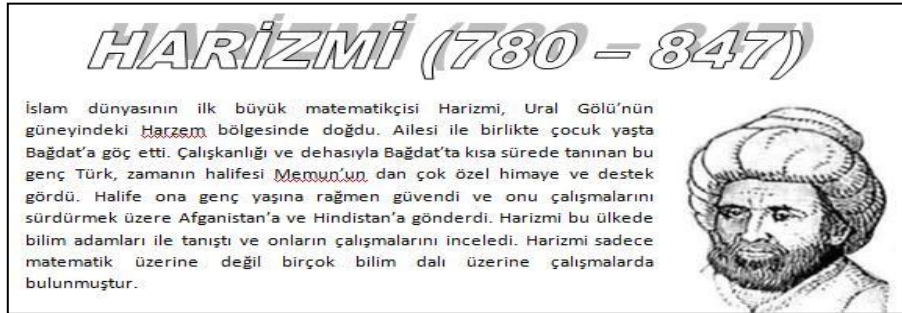 HARİZMİ (780 – 847)
İslam dünyasının ilk büyük matematikçisi Harizmi, Ural Gölü’nün
güneyindeki Harzem bölgesinde doğdu. Ailesi ile birlikte çocuk yaşta
Bağdat’a göç etti. Çalışkanlığı ve dehasıyla Bağdat’ta kısa sürede tanınan bu
genç Türk, zamanın halifesi Memun’un dan çok özel himaye ve destek
gördü. Halife ona genç yaşına rağmen güvendi ve onu çalışmalarını
sürdürmek üzere Afganistan’a ve Hindistan’a gönderdi. Harizmi bu ülkede
bilim adamları ile tanıştı ve onların çalışmalarını inceledi. Harizmi sadece
matematik üzerine değil birçok bilim dalı üzerine çalışmalarda
bulunmuştur.